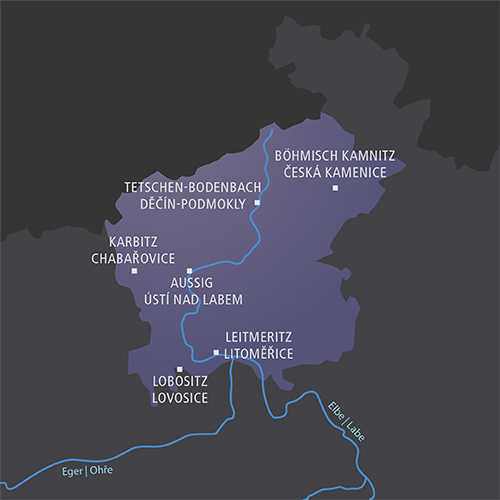 BÖHMISCH KAMNITZ
ČESKÁ KAMENICE
TETSCHEN-BODENBACH
DĚČÍN-PODMOKLY
KARBITZ
CHABAŘOVICE
AUSSIG
ÚSTÍ NAD LABEM
LEITMERITZ
LITOMĚŘICE
LOBOSITZ
LOVOSICE
Elbe | Labe
Eger | Ohře